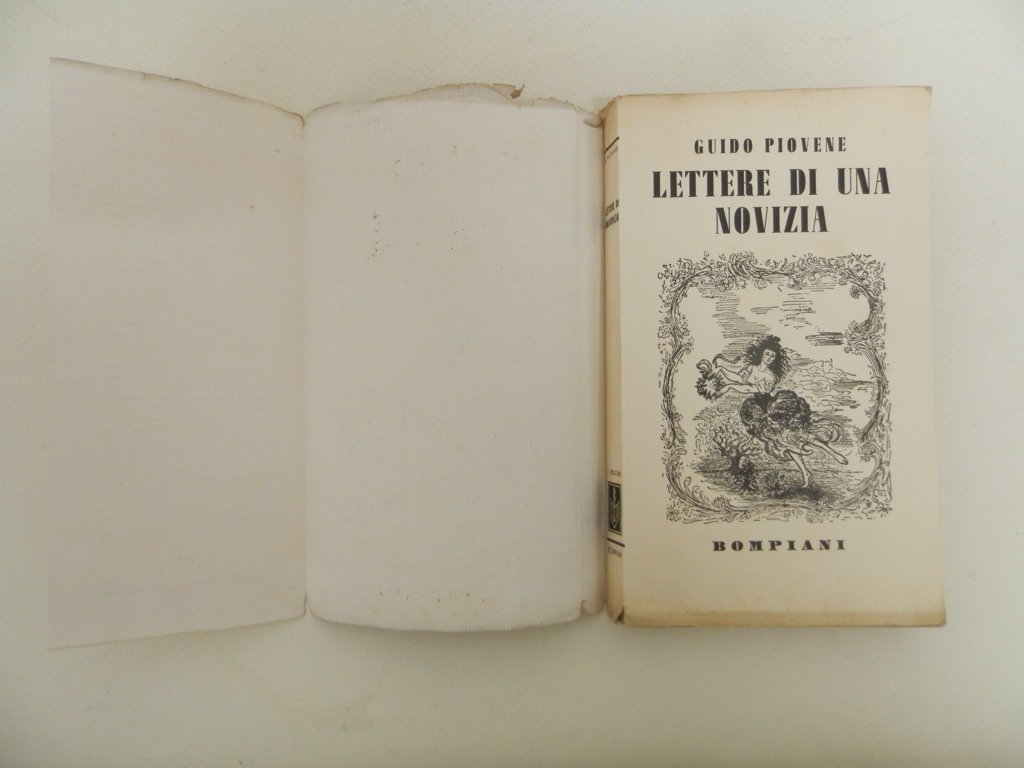 GUIDO PIOVENE
LETTERE DI UNA
NOVIZIA
BOMPIANI